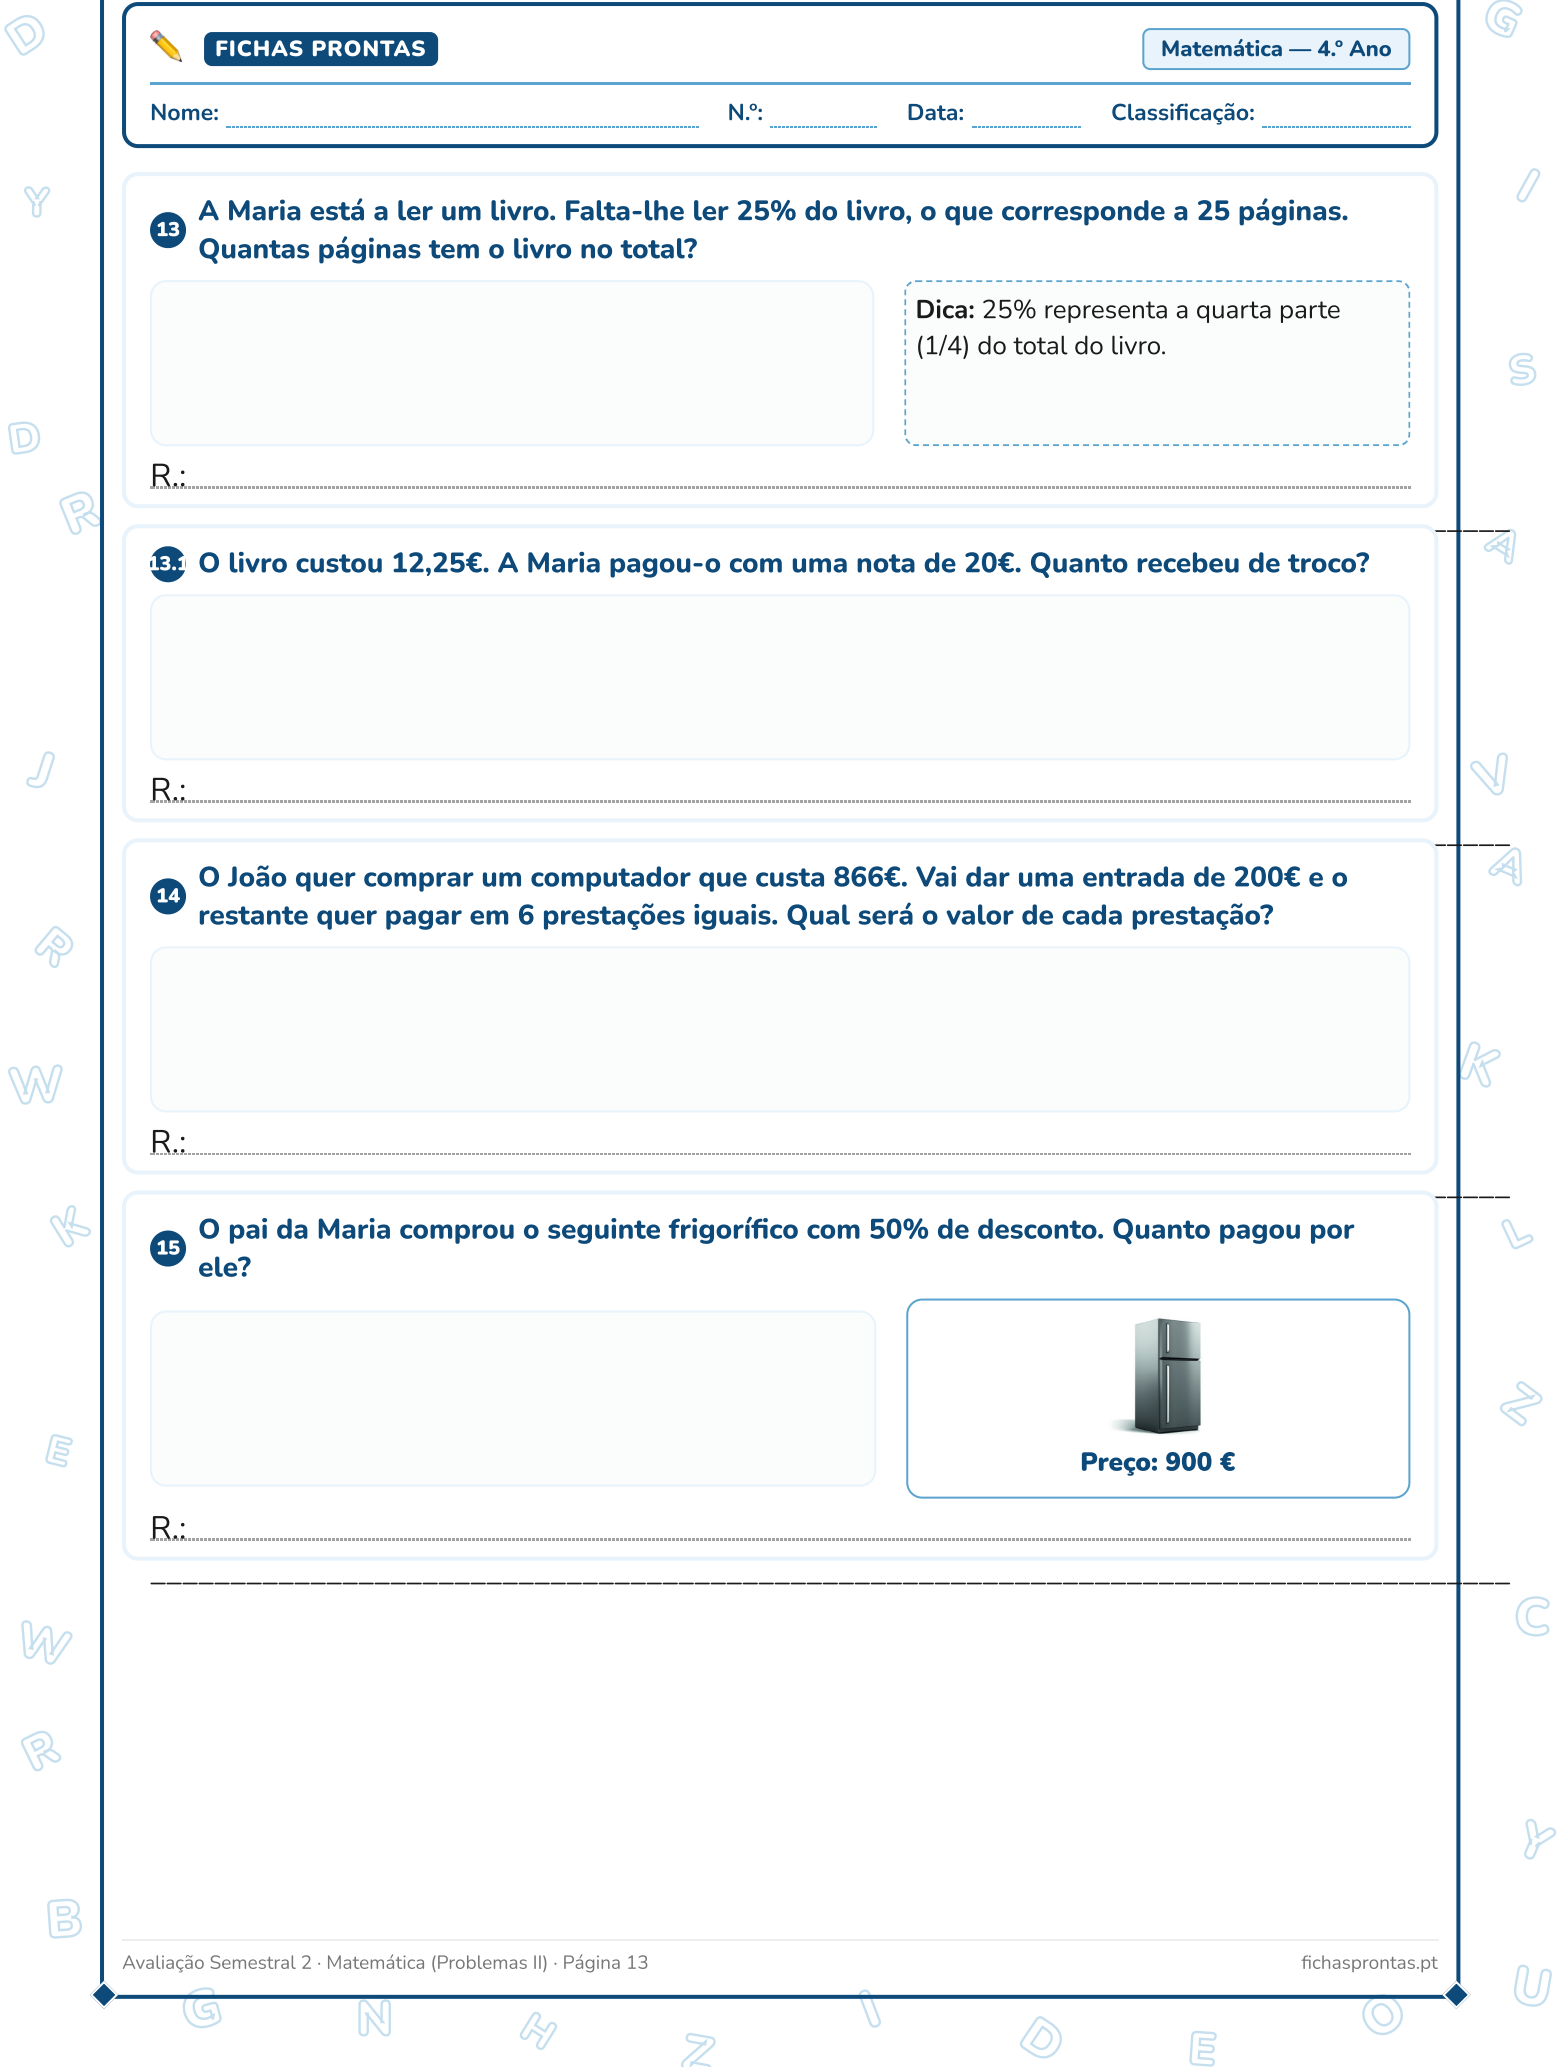 FICHAS PRONTAS
Matemática — 4.º Ano
Nome:
N.º:
Data:
Classificação:
13
A Maria está a ler um livro. Falta-lhe ler 25% do livro, o que corresponde a 25 páginas.
Quantas páginas tem o livro no total?
Dica: 25% representa a quarta parte
(1/4) do total do livro.
R.:
13.1
O livro custou 12,25€. A Maria pagou-o com uma nota de 20€. Quanto recebeu de troco?
R.:
14
O João quer comprar um computador que custa 866€. Vai dar uma entrada de 200€ e o
restante quer pagar em 6 prestações iguais. Qual será o valor de cada prestação?
R.:
15
O pai da Maria comprou o seguinte frigorífico com 50% de desconto. Quanto pagou por
ele?
Preço: 900 €
R.:
Avaliação Semestral 2 · Matemática (Problemas II) · Página 13
fichasprontas.pt
D
Y
D
R
J
R
W
K
E
W
R
B
G
I
S
A
V
A
K
L
Z
C
Y
U
G
N
H
Z
I
D
E
O